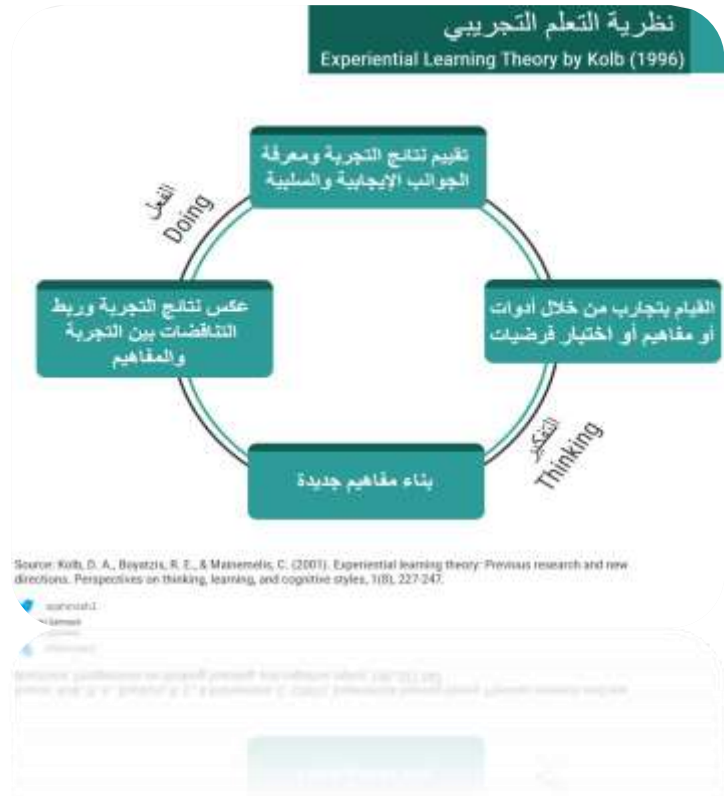 نظرية التعلم التجريبي
Experiential Learning Theory by Kolb (1996)
تقييم نتائج التجربة ومعرفة
الجوانب الإيجابية والسلبية
الفعل
Doing
القيام بتجارب من خلال أدوات
أو مفاهيم أو اختبار فرضيات
عكس نتائج التجربة وربط
التناقضات بين التجربة
والمفاهيم
التفكير
Thinking
بناء مفاهيم جديدة
Source: Kolb, D. A., Boyatzis, R. E., & Mainemelis, C. (2001). Experiential learning theory: Previous research and new
directions. Perspectives on thinking, learning, and cognitive styles, 1(8), 227-247.